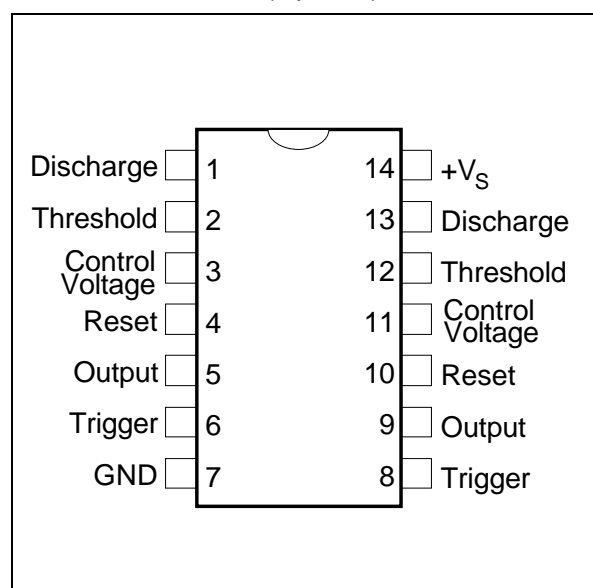 Discharge 1 14 +VS
Threshold 2 13 Discharge
Control Voltage 3 12 Threshold
Reset 4 11 Control Voltage
Output 5 10 Reset
Trigger 6 9 Output
GND 7 8 Trigger